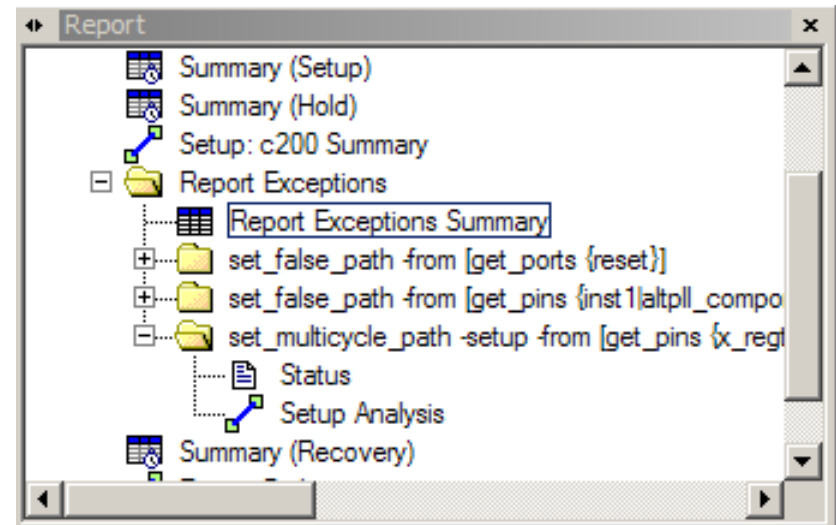 Report
Summary (Setup)
Summary (Hold)
Setup: c200 Summary
Report Exceptions
Report Exceptions Summary
set_false_path -from [get_ports {reset}]
set_false_path -from [get_pins {inst1|altpll_compo
set_multicycle_path -setup -from [get_pins {x_regt
Status
Setup Analysis
Summary (Recovery)